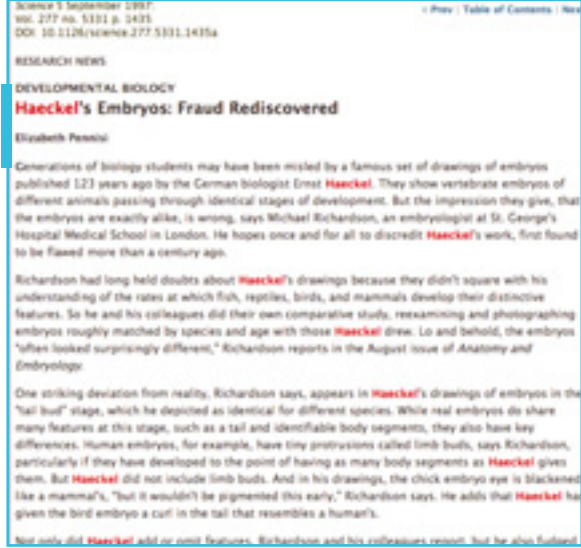 Science 5 September 1997:
Vol. 277 no. 5331 p. 1435
DOI: 10.1126/science.277.5331.1435a
‹ Prev | Table of Contents | Nex
RESEARCH NEWS
DEVELOPMENTAL BIOLOGY
Haeckel's Embryos: Fraud Rediscovered
Elizabeth Pennisi
Generations of biology students may have been misled by a famous set of drawings of embryos
published 123 years ago by the German biologist Ernst Haeckel. They show vertebrate embryos of
different animals passing through identical stages of development. But the impression they give, that
the embryos are exactly alike, is wrong, says Michael Richardson, an embryologist at St. George's
Hospital Medical School in London. He hopes once and for all to discredit Haeckel's work, first found
to be flawed more than a century ago.
Richardson had long held doubts about Haeckel's drawings because they didn't square with his
understanding of the rates at which fish, reptiles, birds, and mammals develop their distinctive
features. So he and his colleagues did their own comparative study, reexamining and photographing
embryos roughly matched by species and age with those Haeckel drew. Lo and behold, the embryos
"often looked surprisingly different," Richardson reports in the August issue of Anatomy and
Embryology.
One striking deviation from reality, Richardson says, appears in Haeckel's drawings of embryos in the
"tail bud" stage, which he depicted as identical for different species. While real embryos do share
many features at this stage, such as a tail and identifiable body segments, they also have key
differences. Human embryos, for example, have tiny protrusions called limb buds, says Richardson,
particularly if they have developed to the point of having as many body segments as Haeckel gives
them. But Haeckel did not include limb buds. And in his drawings, the chick embryo eye is blackened
like a mammal's, "but it wouldn't be pigmented this early," Richardson says. He adds that Haeckel ha
given the bird embryo a curl in the tail that resembles a human's.
Not only did Haeckel add or omit features, Richardson and his colleagues report, but he also fudged